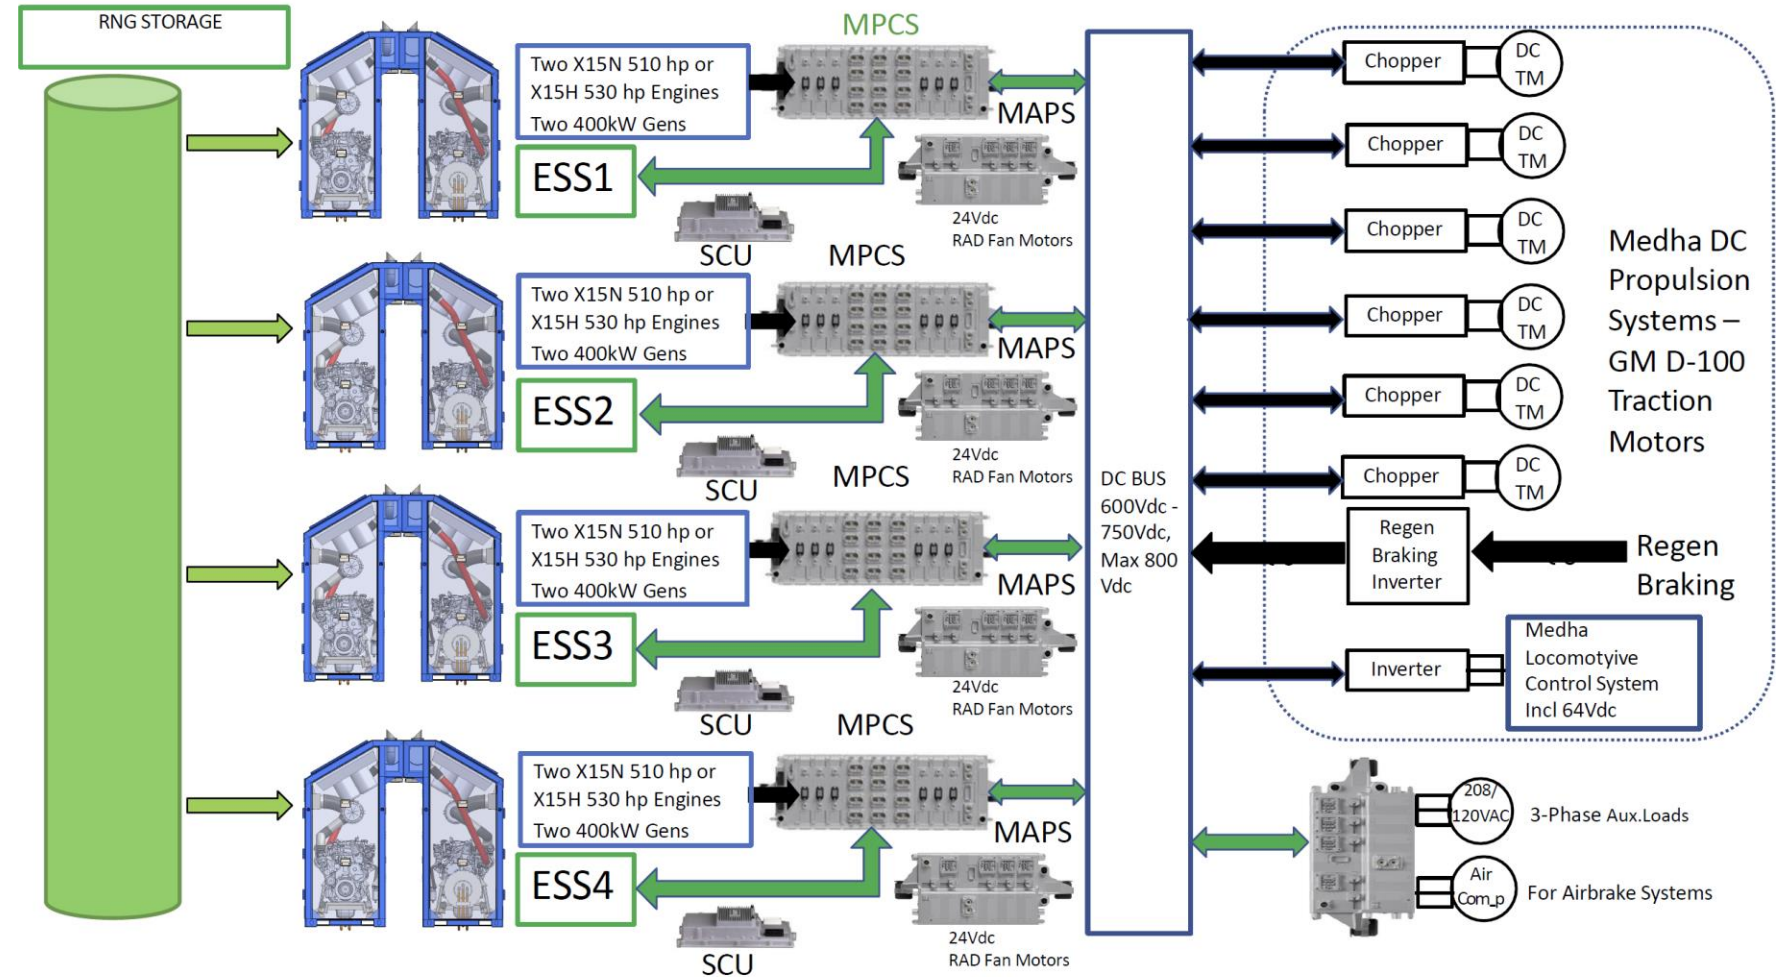 RNG STORAGE
MPCS
Two X15N 510 hp or
X15H 530 hp Engines
Two 400kW Gens
ESS1
MAPS
24Vdc
RAD Fan Motors
SCU
MPCS
Two X15N 510 hp or
X15H 530 hp Engines
Two 400kW Gens
ESS2
MAPS
24Vdc
RAD Fan Motors
SCU
MPCS
Two X15N 510 hp or
X15H 530 hp Engines
Two 400kW Gens
ESS3
MAPS
24Vdc
RAD Fan Motors
SCU
MPCS
Two X15N 510 hp or
X15H 530 hp Engines
Two 400kW Gens
ESS4
MAPS
24Vdc
RAD Fan Motors
SCU
DC BUS
600Vdc -
750Vdc,
Max 800
Vdc
Chopper
DC
TM
Chopper
DC
TM
Chopper
DC
TM
Chopper
DC
TM
Chopper
DC
TM
Chopper
DC
TM
Medha DC
Propulsion
Systems –
GM D-100
Traction
Motors
Regen
Braking
Inverter
Regen
Braking
Inverter
Medha
Locomotyive
Control System
Incl 64Vdc
208/
120VAC
3-Phase Aux.Loads
Air
Com_p
For Airbrake Systems